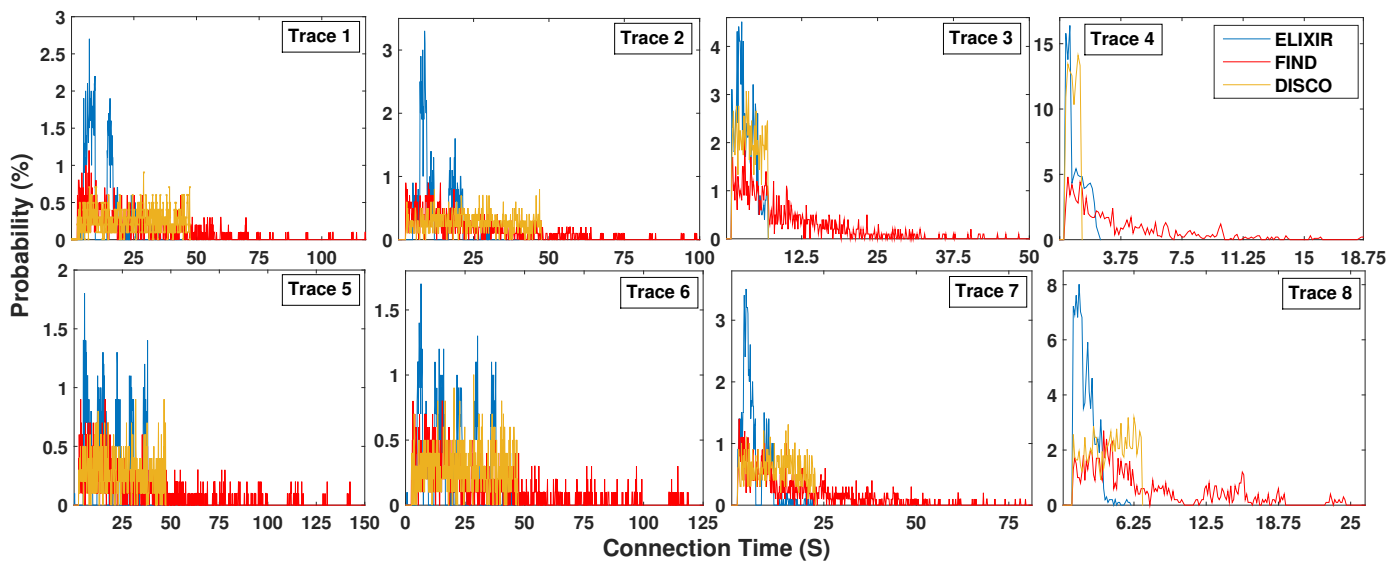 Probability (%)
Trace 1
3
2.5
2
1.5
1
0.5
0
25 50 75 100
Trace 2
3
2
1
0
25 50 75 100
Trace 3
4
3
2
1
0
12.5 25 37.5 50
Trace 4
ELIXIR
FIND
DISCO
15
10
5
0
3.75 7.5 11.25 15 18.75
Trace 5
2
1.5
1
0.5
0
25 50 75 100 125 150
Trace 6
1.5
1
0.5
0
0 25 50 75 100 125
Trace 7
3
2
1
0
25 50 75
Trace 8
8
6
4
2
0
6.25 12.5 18.75 25
Connection Time (S)